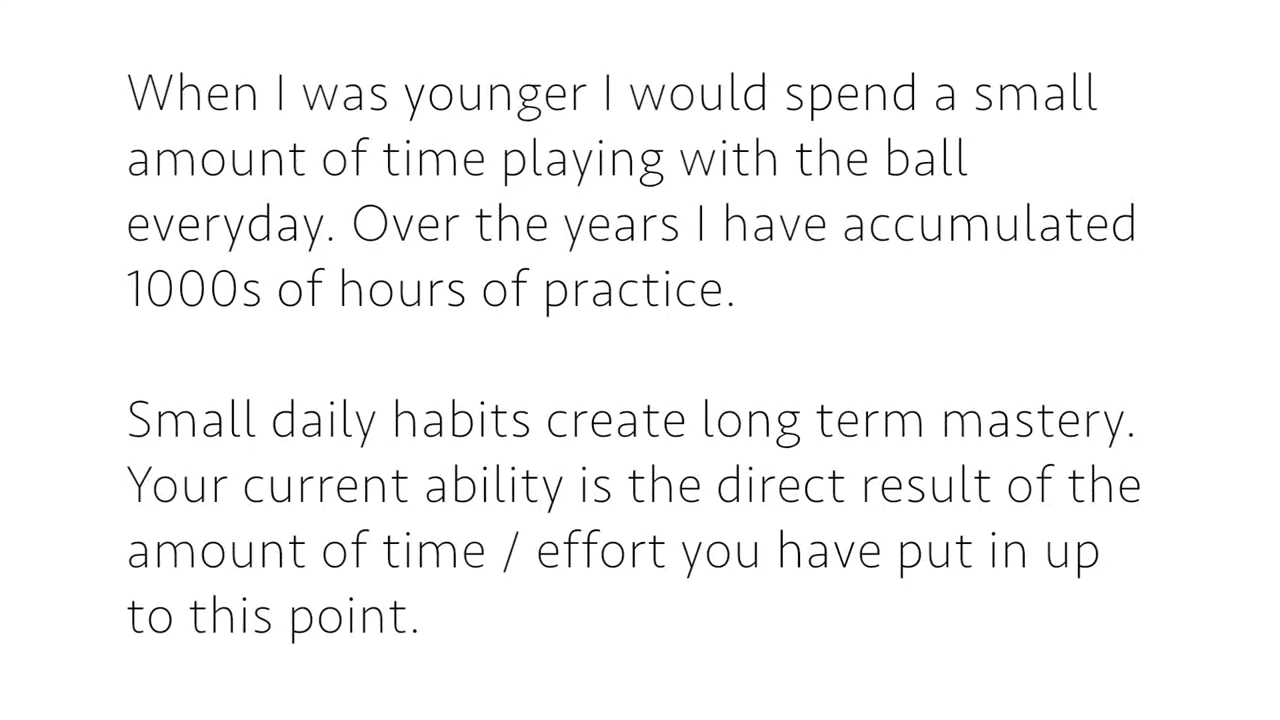 When I was younger I would spend a small
amount of time playing with the ball
everyday. Over the years I have accumulated
1000s of hours of practice.
Small daily habits create long term mastery.
Your current ability is the direct result of the
amount of time / effort you have put in up
to this point.